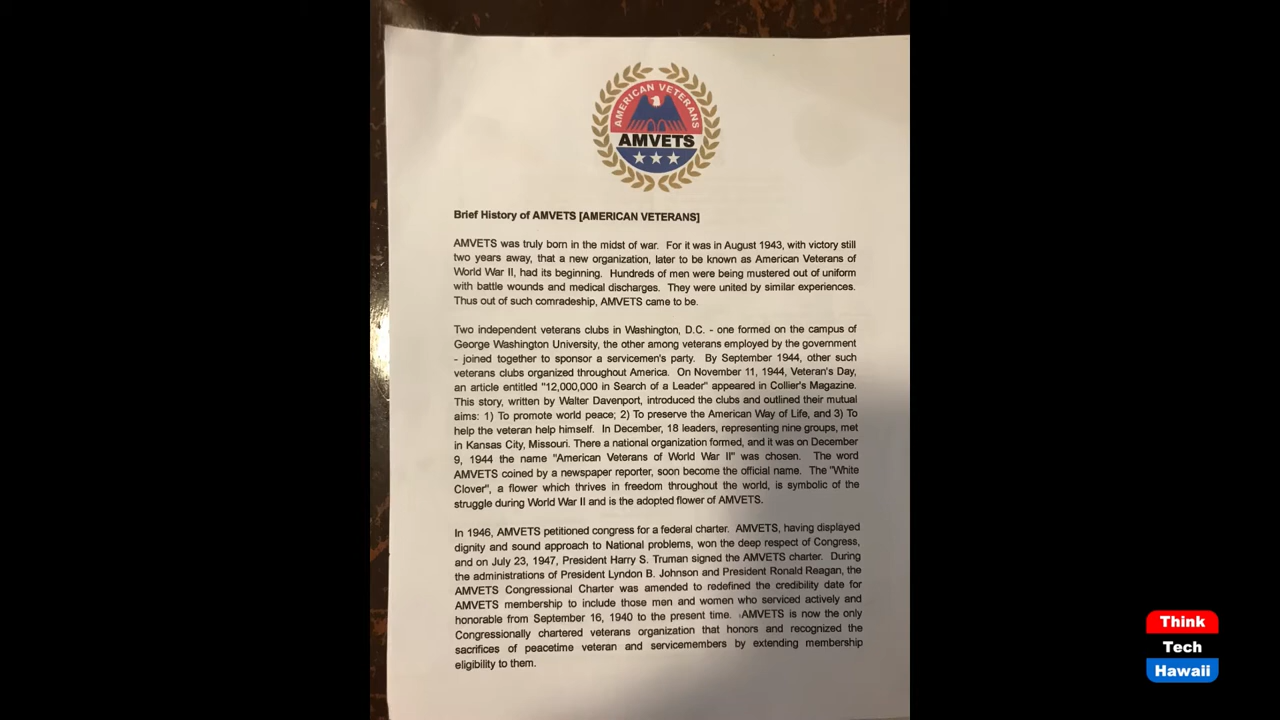 AMERICAN VETERANS
AMVETS
Brief History of AMVETS [AMERICAN VETERANS]
AMVETS was truly born in the midst of war. For it was in August 1943, with victory still
two years away, that a new organization, later to be known as American Veterans of
World War II, had its beginning. Hundreds of men were being mustered out of uniform
with battle wounds and medical discharges. They were united by similar experiences.
Thus out of such comradeship, AMVETS came to be.
Two independent veterans clubs in Washington, D.C. - one formed on the campus of
George Washington University, the other among veterans employed by the government
- joined together to sponsor a servicemen's party. By September 1944, other such
veterans clubs organized throughout America. On November 11, 1944, Veteran's Day,
an article entitled "12,000,000 in Search of a Leader" appeared in Collier's Magazine.
This story, written by Walter Davenport, introduced the clubs and outlined their mutual
aims: 1) To promote world peace; 2) To preserve the American Way of Life, and 3) To
help the veteran help himself. In December, 18 leaders, representing nine groups, met
in Kansas City, Missouri. There a national organization formed, and it was on December
9, 1944 the name "American Veterans of World War II" was chosen. The word
AMVETS coined by a newspaper reporter, soon become the official name. The "White
Clover", a flower which thrives in freedom throughout the world, is symbolic of the
struggle during World War II and is the adopted flower of AMVETS.
In 1946, AMVETS petitioned congress for a federal charter. AMVETS, having displayed
dignity and sound approach to National problems, won the deep respect of Congress,
and on July 23, 1947, President Harry S. Truman signed the AMVETS charter. During
the administrations of President Lyndon B. Johnson and President Ronald Reagan, the
AMVETS Congressional Charter was amended to redefined the credibility date for
AMVETS membership to include those men and women who serviced actively and
honorable from September 16, 1940 to the present time. AMVETS is now the only
Congressionally chartered veterans organization that honors and recognized the
sacrifices of peacetime veteran and servicemembers by extending membership
eligibility to them.
Think
Tech
Hawaii